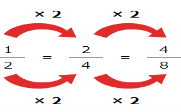 × 2 × 2
1/2 = 2/4 = 4/8
× 2 × 2